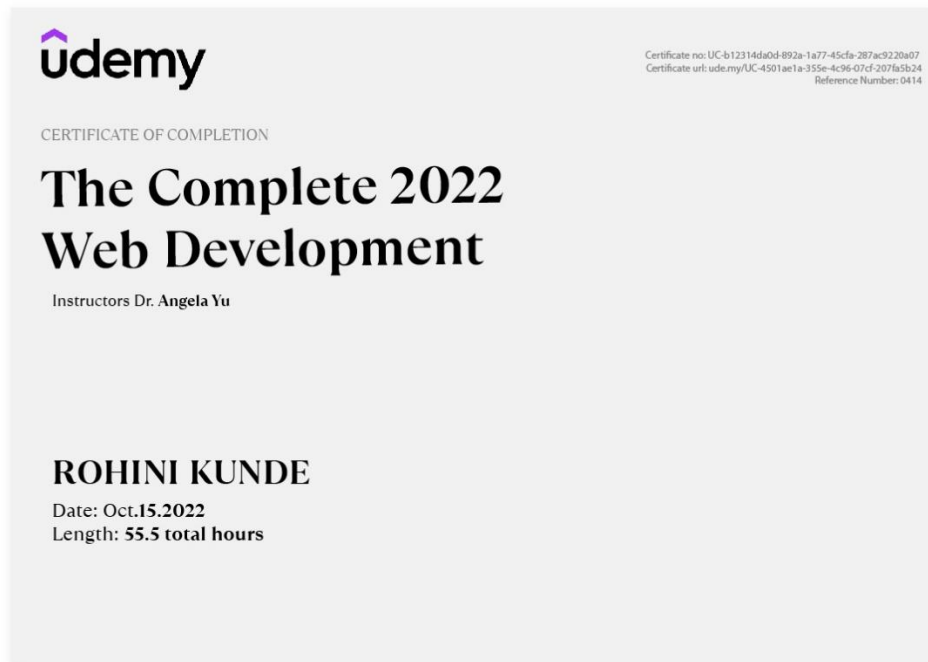 ûdemy
Certificate no: UC-b12314da0d-892a-1a77-45cfa-287ac9220a07
Certificate url: ude.my/UC-4501ae1a-355e-4c96-07cf-207fa5b24
Reference Number: 0414
CERTIFICATE OF COMPLETION
The Complete 2022
Web Development
Instructors Dr. Angela Yu
ROHINI KUNDE
Date: Oct.15.2022
Length: 55.5 total hours